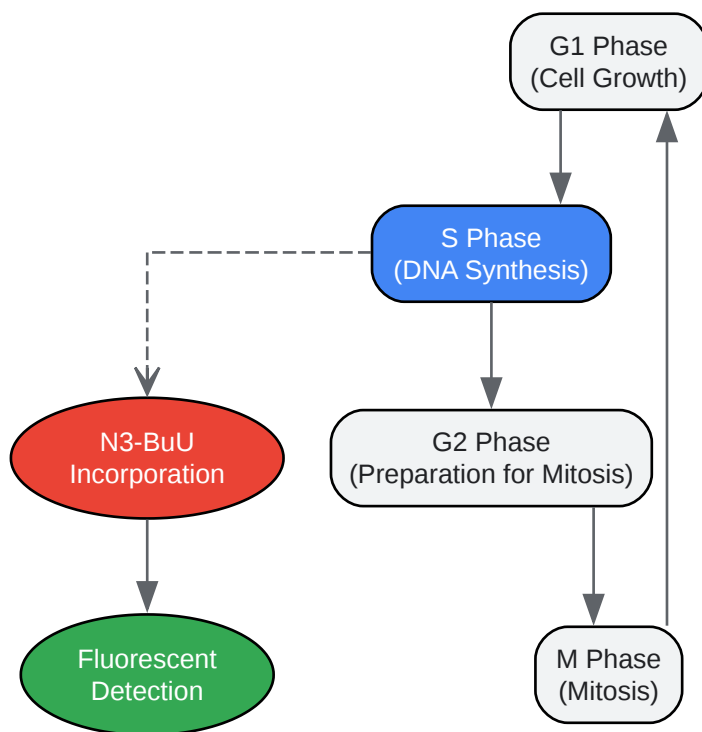 G1 Phase
(Cell Growth)
S Phase
(DNA Synthesis)
N3-BuU
Incorporation
G2 Phase
(Preparation for Mitosis)
Fluorescent
Detection
M Phase
(Mitosis)